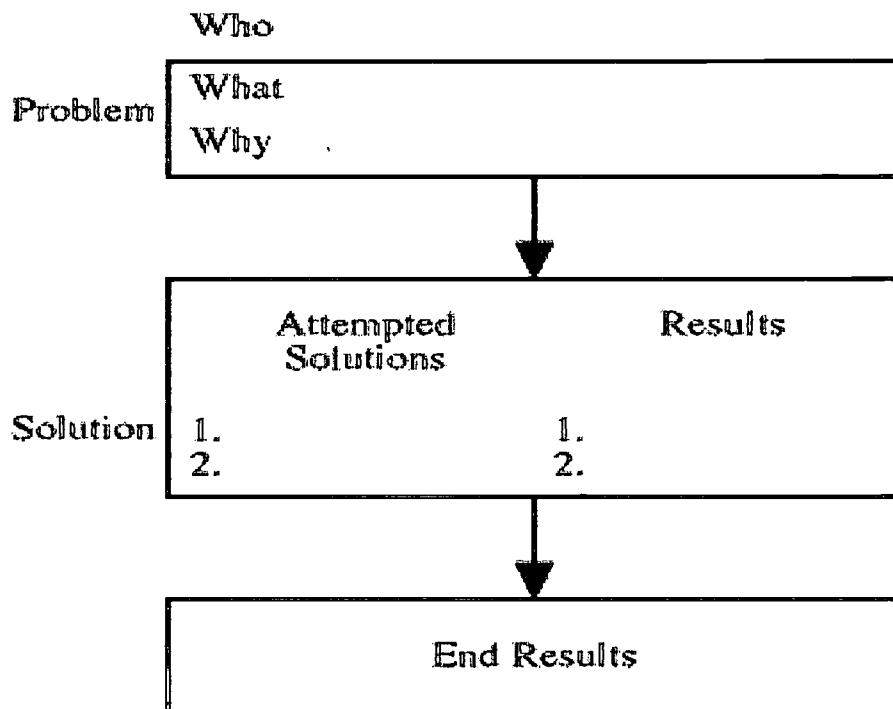 Who
What
Problem
Why
Attempted Results
Solutions
Solution 1. 1.
2. 2.
End Results